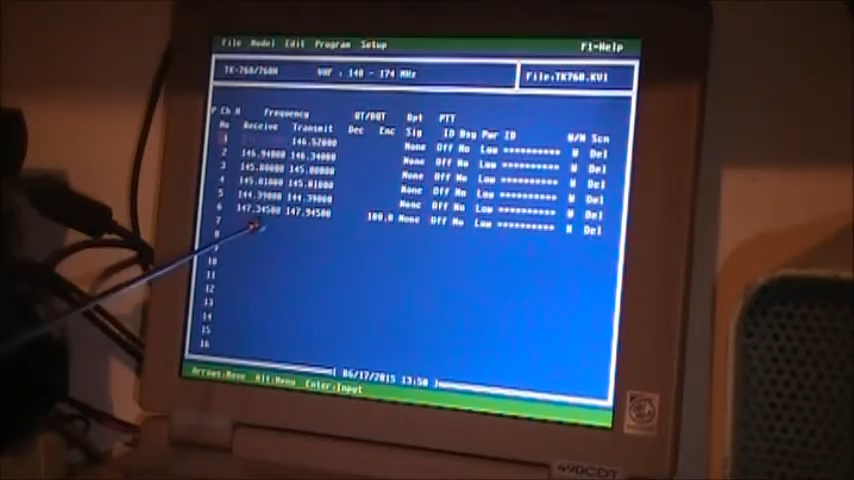 File Model Edit Program Setup F1-Help
TK-760/760H VHF : 148 - 174 MHz File:TK760.KV1
P Ch Frequency QT/DQT Opt PTT
No Receive Transmit Dec Enc Sig ID Bsy Pwr ID W/N Scn
1 146.52000 None Off No Low ********** W Del
2 146.94000 146.34000 None Off No Low ********** W Del
3 145.00000 145.00000 None Off No Low ********** W Del
4 145.01000 145.01000 None Off No Low ********** W Del
5 144.39000 144.39000 None Off No Low ********** W Del
6 147.34500 147.94500 100.0 None Off No Low ********** W Del
7
8
9
10
11
12
13
14
15
16
[ 06/17/2015 13:50 ]
Arrows:Move Alt:Menu Enter:Input
490CDT